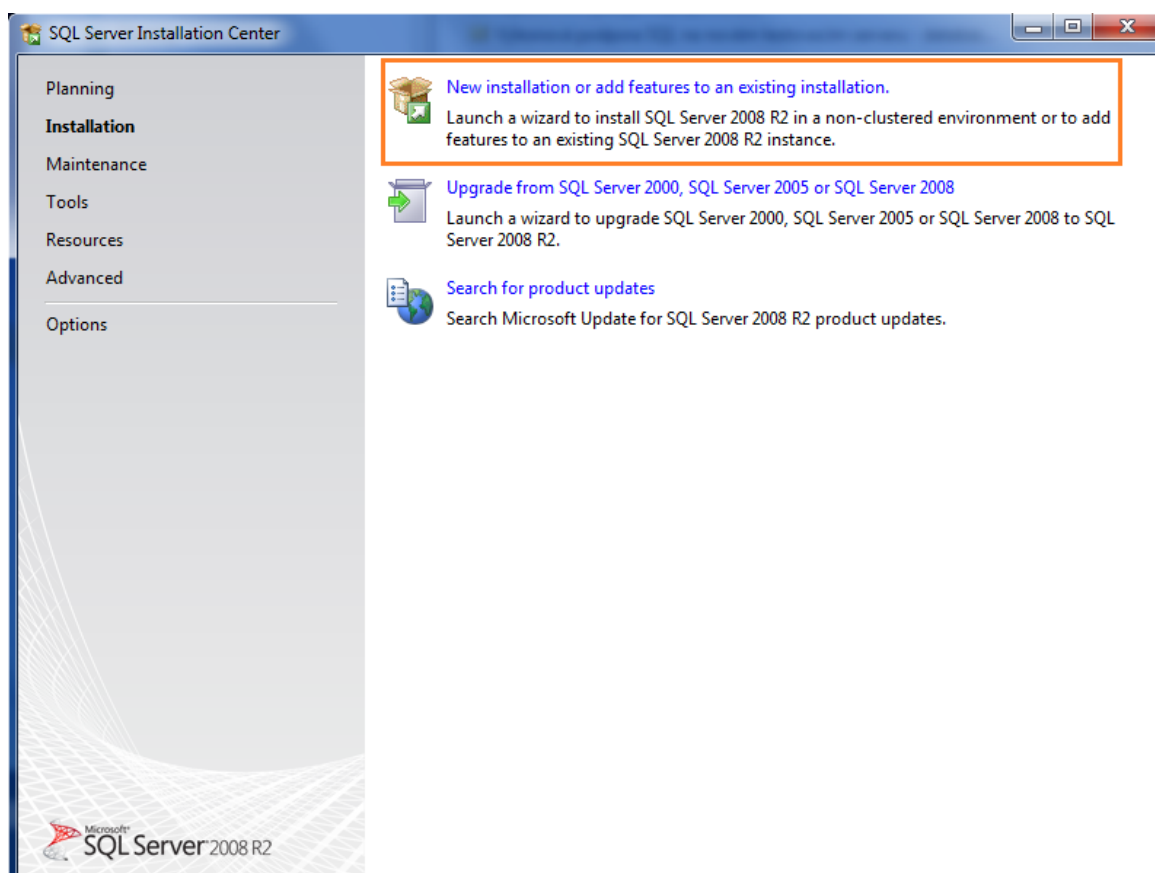 SQL Server Installation Center
Planning
Installation
Maintenance
Tools
Resources
Advanced
Options
New installation or add features to an existing installation.
Launch a wizard to install SQL Server 2008 R2 in a non-clustered environment or to add
features to an existing SQL Server 2008 R2 instance.
Upgrade from SQL Server 2000, SQL Server 2005 or SQL Server 2008
Launch a wizard to upgrade SQL Server 2000, SQL Server 2005 or SQL Server 2008 to SQL
Server 2008 R2.
Search for product updates
Search Microsoft Update for SQL Server 2008 R2 product updates.
Microsoft®
SQL Server® 2008 R2